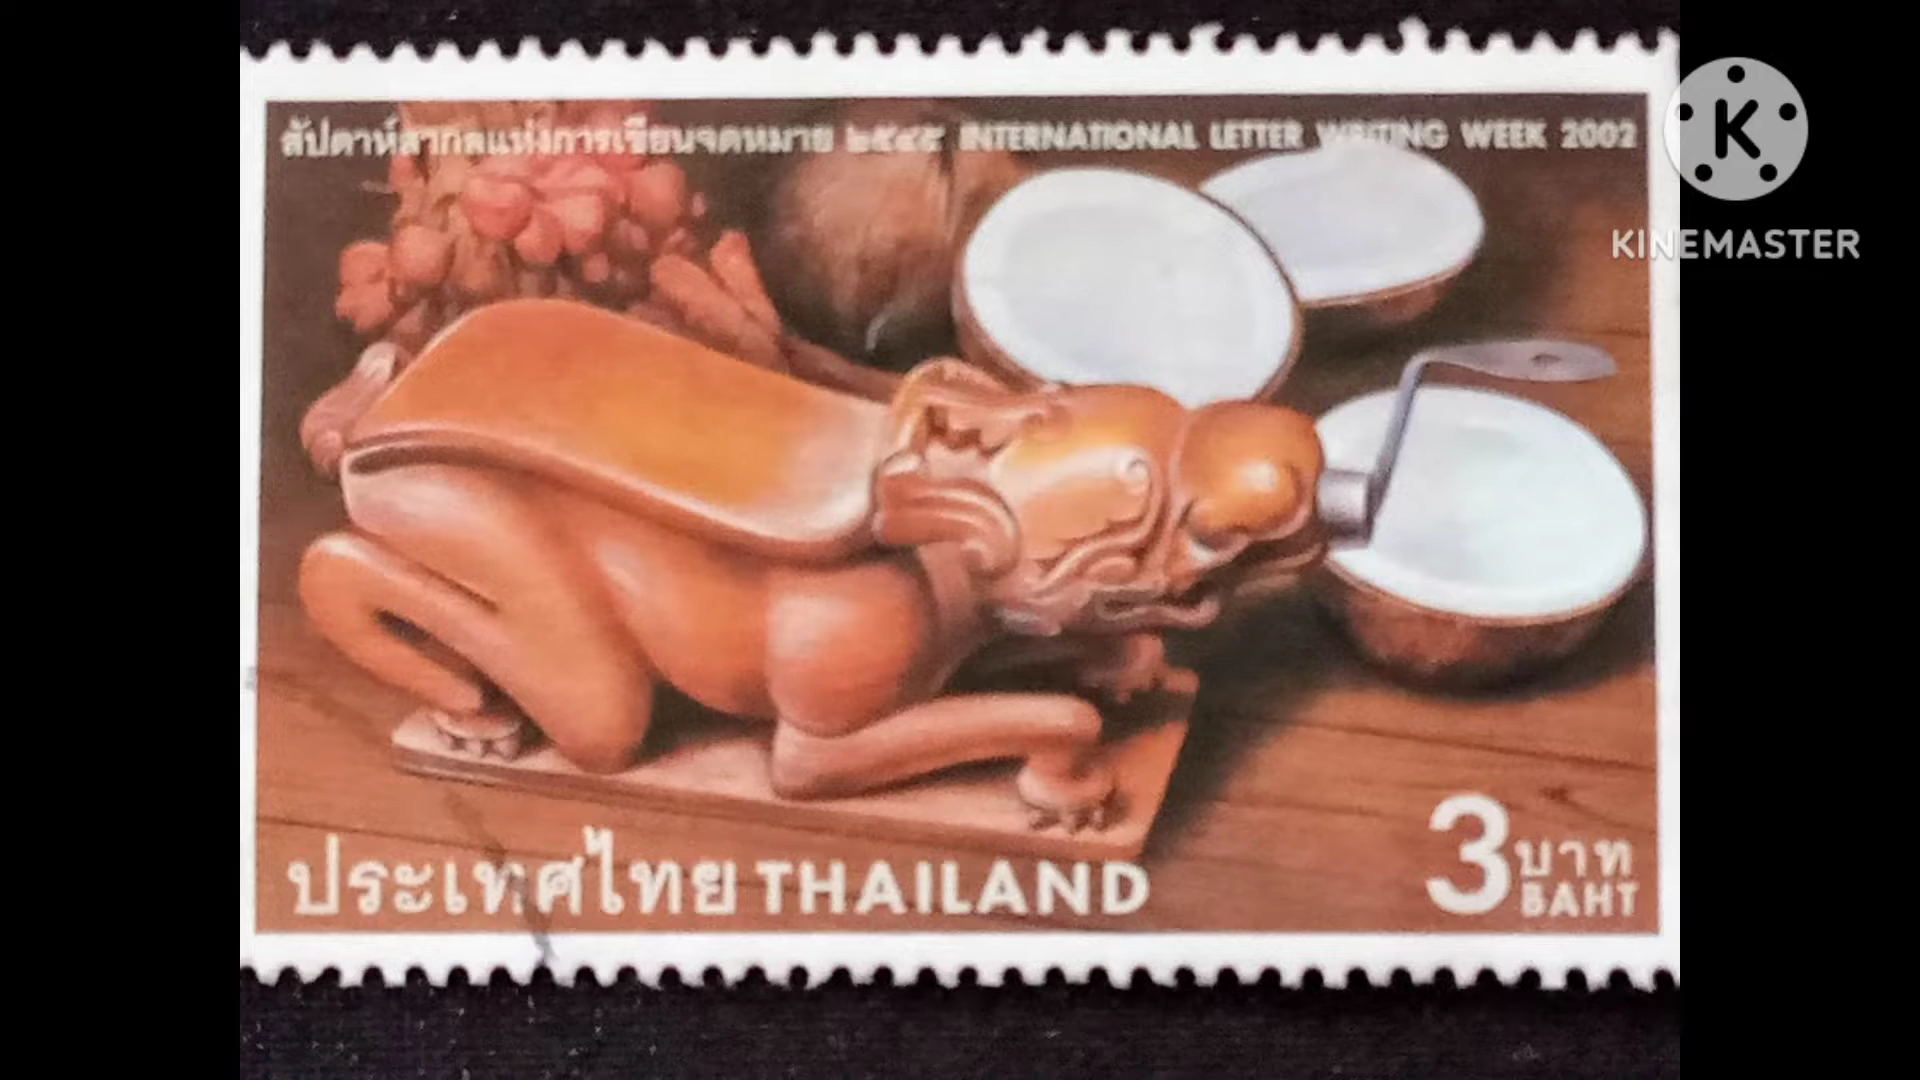 สัปดาห์สากลแห่งการเขียนจดหมาย ๒๕๔๕ INTERNATIONAL LETTER WRITING WEEK 2002
K
KINEMASTER
ประเทศไทย THAILAND
3 บาท
BAHT